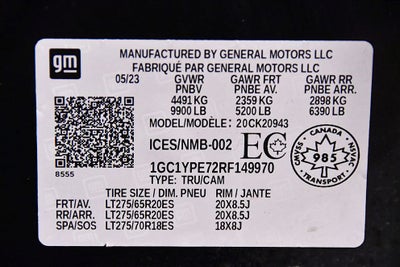 gm
MANUFACTURED BY GENERAL MOTORS LLC
FABRIQUÉ PAR GENERAL MOTORS LLC
05/23 GVWR GAWR FRT GAWR RR
PNBV PNBE AV. PNBE ARR.
4491 KG 2359 KG 2898 KG
9900 LB 5200 LB 6390 LB
MODEL/MODÈLE: 20CK20943
ICES/NMB-002 EC
CANADA
985
TRANSPORT
8555
1GC1YPE72RF149970
TYPE: TRU/CAM
TIRE SIZE / DIM. PNEU RIM / JANTE
FRT/AV. LT275/65R20ES 20X8.5J
RR/ARR. LT275/65R20ES 20X8.5J
SPA/SOS LT275/70R18ES 18X8J